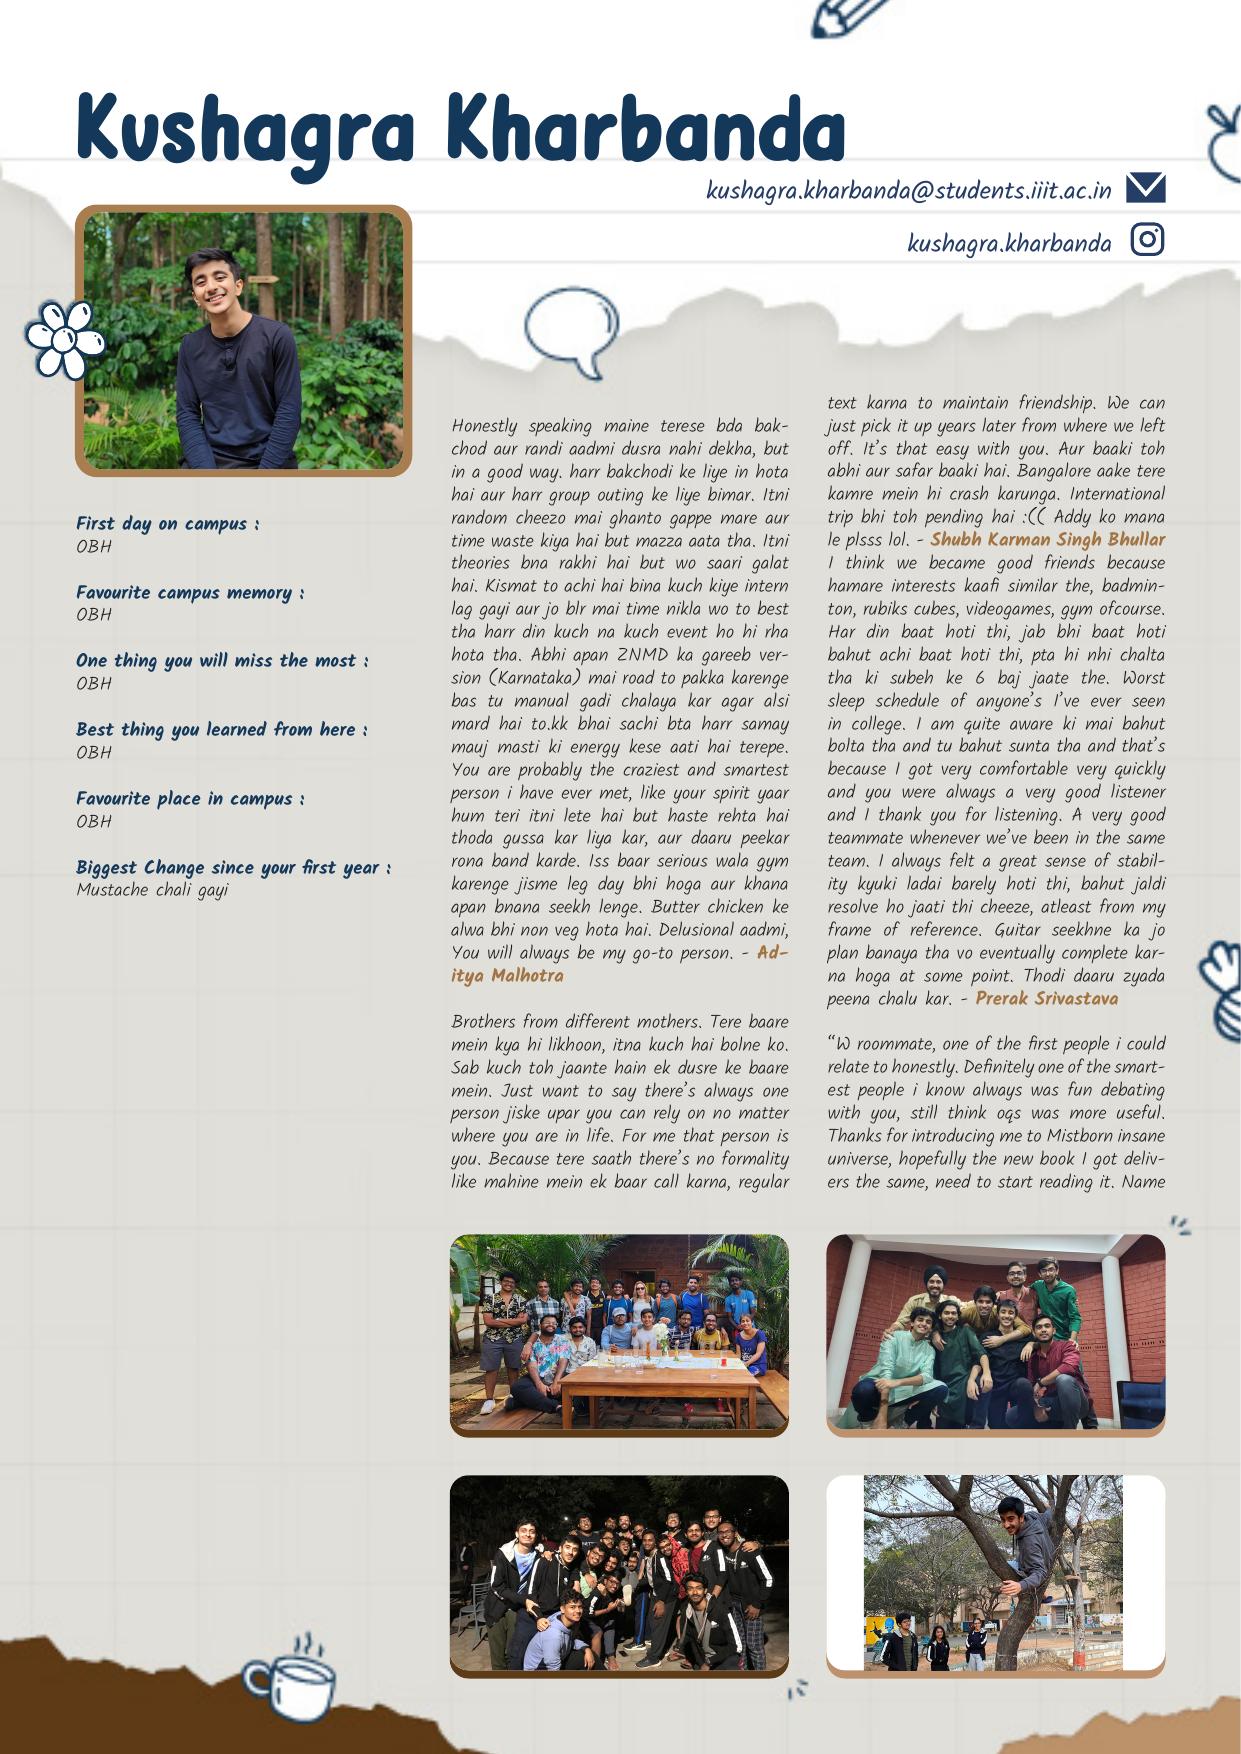 Kushagra Kharbanda
kushagra.kharbanda@students.iiit.ac.in
kushagra.kharbanda
First day on campus :
OBH
Favourite campus memory :
OBH
One thing you will miss the most :
OBH
Best thing you learned from here :
OBH
Favourite place in campus :
OBH
Biggest Change since your first year :
Mustache chali gayi
Honestly speaking maine terese bda bak-
chod aur randi aadmi dusra nahi dekha, but
in a good way. harr bakchodi ke liye in hota
hai aur harr group outing ke liye bimar. Itni
random cheezo mai ghanto gappe mare aur
time waste kiya hai but mazza aata tha. Itni
theories bna rakhi hai but wo saari galat
hai. Kismat to achi hai bina kuch kiye intern
lag gayi aur jo blr mai time nikla wo to best
tha harr din kuch na kuch event ho hi rha
hota tha. Abhi apan ZNMD ka gareeb ver-
sion (Karnataka) mai road to pakka karenge
bas tu manual gadi chalaya kar agar alsi
mard hai to.kk bhai sachi bta harr samay
mauj masti ki energy kese aati hai terepe.
You are probably the craziest and smartest
person i have ever met, like your spirit yaar
hum teri itni lete hai but haste rehta hai
thoda gussa kar liya kar, aur daaru peekar
rona band karde. Iss baar serious wala gym
karenge jisme leg day bhi hoga aur khana
apan bnana seekh lenge. Butter chicken ke
alwa bhi non veg hota hai. Delusional aadmi,
You will always be my go-to person. - Ad-
itya Malhotra
Brothers from different mothers. Tere baare
mein kya hi likhoon, itna kuch hai bolne ko.
Sab kuch toh jaante hain ek dusre ke baare
mein. Just want to say there's always one
person jiske upar you can rely on no matter
where you are in life. For me that person is
you. Because tere saath there's no formality
like mahine mein ek baar call karna, regular
text karna to maintain friendship. We can
just pick it up years later from where we left
off. It's that easy with you. Aur baaki toh
abhi aur safar baaki hai. Bangalore aake tere
kamre mein hi crash karunga. International
trip bhi toh pending hai :(( Addy ko mana
le plsss lol. - Shubh Karman Singh Bhullar
I think we became good friends because
hamare interests kaafi similar the, badmin-
ton, rubiks cubes, videogames, gym ofcourse.
Har din baat hoti thi, jab bhi baat hoti
bahut achi baat hoti thi, pta hi nhi chalta
tha ki subeh ke 6 baj jaate the. Worst
sleep schedule of anyone's I've ever seen
in college. I am quite aware ki mai bahut
bolta tha and tu bahut sunta tha and that's
because I got very comfortable very quickly
and you were always a very good listener
and I thank you for listening. A very good
teammate whenever we've been in the same
team. I always felt a great sense of stabil-
ity kyuki ladai barely hoti thi, bahut jaldi
resolve ho jaati thi cheeze, atleast from my
frame of reference. Guitar seekhne ka jo
plan banaya tha vo eventually complete kar-
na hoga at some point. Thodi daaru zyada
peena chalu kar. - Prerak Srivastava
“W roommate, one of the first people i could
relate to honestly. Definitely one of the smart-
est people i know always was fun debating
with you, still think oqs was more useful.
Thanks for introducing me to Mistborn insane
universe, hopefully the new book I got deliv-
ers the same, need to start reading it. Name